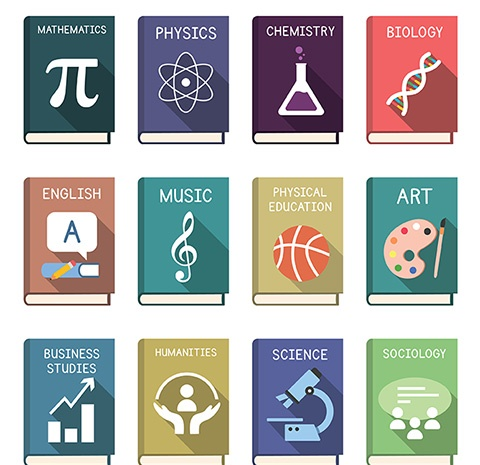 MATHEMATICS
π
PHYSICS
CHEMISTRY
BIOLOGY
ENGLISH
A
MUSIC
PHYSICAL
EDUCATION
ART
BUSINESS
STUDIES
HUMANITIES
SCIENCE
SOCIOLOGY